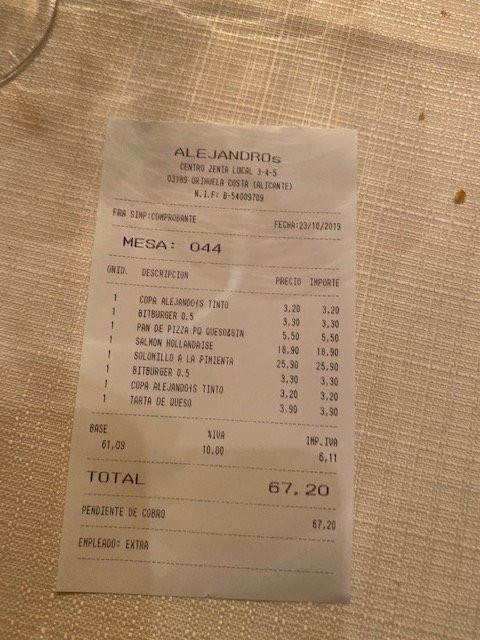 ALEJANDROs
CENTRO ZENIA LOCAL 3-4-5
03189 ORIHUELA COSTA (ALICANTE)
N.I.F: B-54009709
FRA SIMP:COMPROBANTE FECHA:23/10/2019
MESA: 044
UNID. DESCRIPCION PRECIO IMPORTE
1 COPA ALEJANDO¡S TINTO 3,20 3,20
1 BITBURGER 0.5 3,30 3,30
1 PAN DE PIZZA PQ QUESO&GIN 5,50 5,50
1 SALMON HOLLANDAISE 18,90 18,90
1 SOLOMILLO A LA PIMIENTA 25,90 25,90
1 BITBURGER 0.5 3,30 3,30
1 COPA ALEJANDO¡S TINTO 3,20 3,20
1 TARTA DE QUESO 3,90 3,90
BASE %IVA IMP.IVA
61,09 10,00 6,11
TOTAL 67,20
PENDIENTE DE COBRO 67,20
EMPLEADO: EXTRA